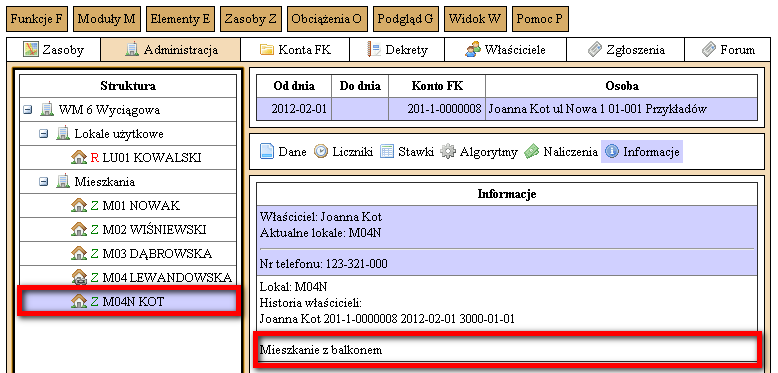 Funkcje F Moduły M Elementy E Zasoby Z Obciążenia O Podgląd G Widok W Pomoc P
Zasoby Administracja Konta FK Dekrety Właściciele Zgłoszenia Forum
Struktura
WM 6 Wyciągowa
Lokale użytkowe
R LU01 KOWALSKI
Mieszkania
Z M01 NOWAK
Z M02 WIŚNIEWSKI
Z M03 DĄBROWSKA
Z M04 LEWANDOWSKA
Z M04N KOT
Od dnia Do dnia Konto FK Osoba
2012-02-01 201-1-0000008 Joanna Kot ul Nowa 1 01-001 Przykładów
Dane Liczniki Stawki Algorytmy Naliczenia Informacje
Informacje
Właściciel: Joanna Kot
Aktualne lokale: M04N
Nr telefonu: 123-321-000
Lokal: M04N
Historia właścicieli:
Joanna Kot 201-1-0000008 2012-02-01 3000-01-01
Mieszkanie z balkonem